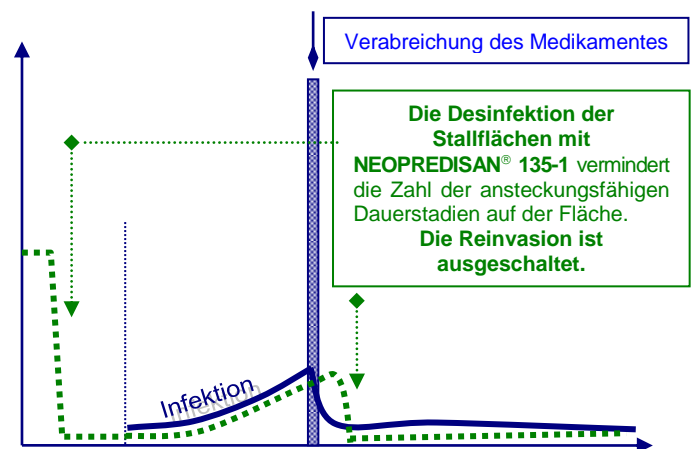 Verabreichung des Medikamentes
Die Desinfektion der
Stallflächen mit
NEOPREDISAN® 135-1 vermindert
die Zahl der ansteckungsfähigen
Dauerstadien auf der Fläche.
Die Reinvasion ist
ausgeschaltet.
Infektion